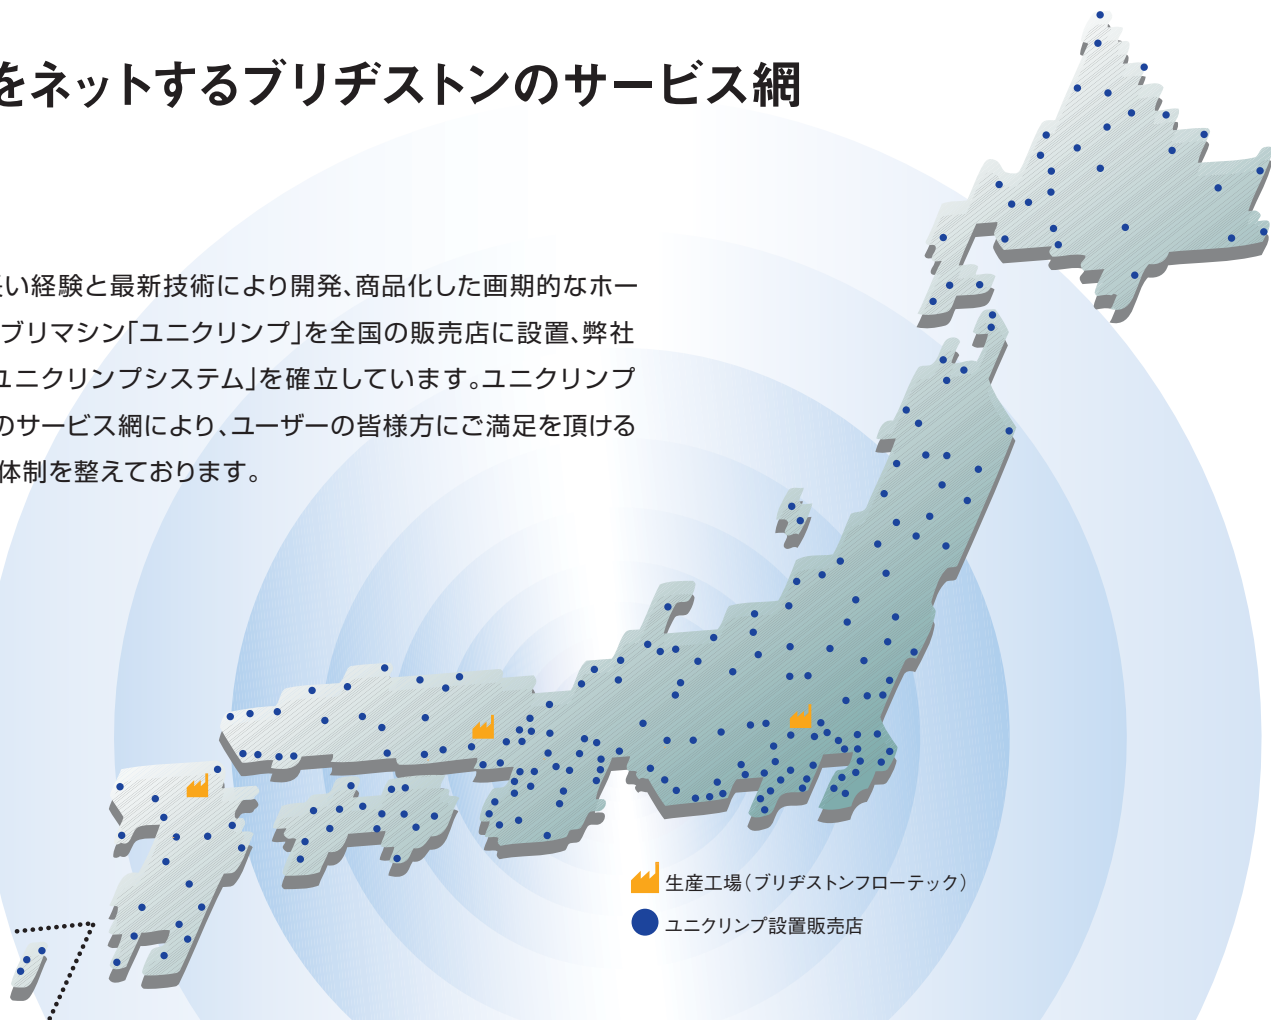 をネットするブリヂストンのサービス網
い経験と最新技術により開発、商品化した画期的なホー
ブリマシン「ユニクリンプ」を全国の販売店に設置、弊社
ユニクリンプシステム」を確立しています。ユニクリンプ
のサービス網により、ユーザーの皆様方にご満足を頂ける
体制を整えております。
生産工場（ブリヂストンフローテック）
ユニクリンプ設置販売店